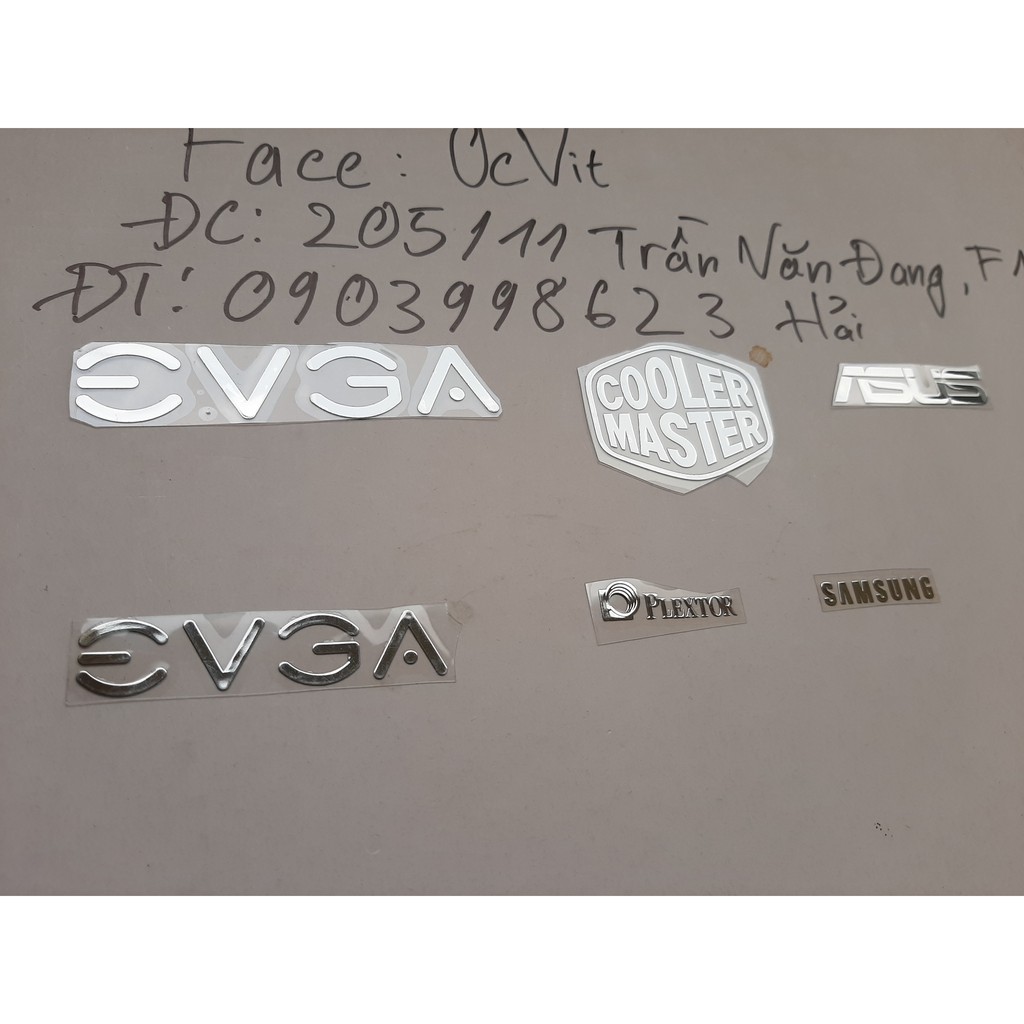 Face: OcVit
ĐC: 205/11 Trần Văn Đang,
ĐT: 0903998623 Hải
EVGA
COOLER MASTER
ASUS
EVGA
PLEXTOR
SAMSUNG